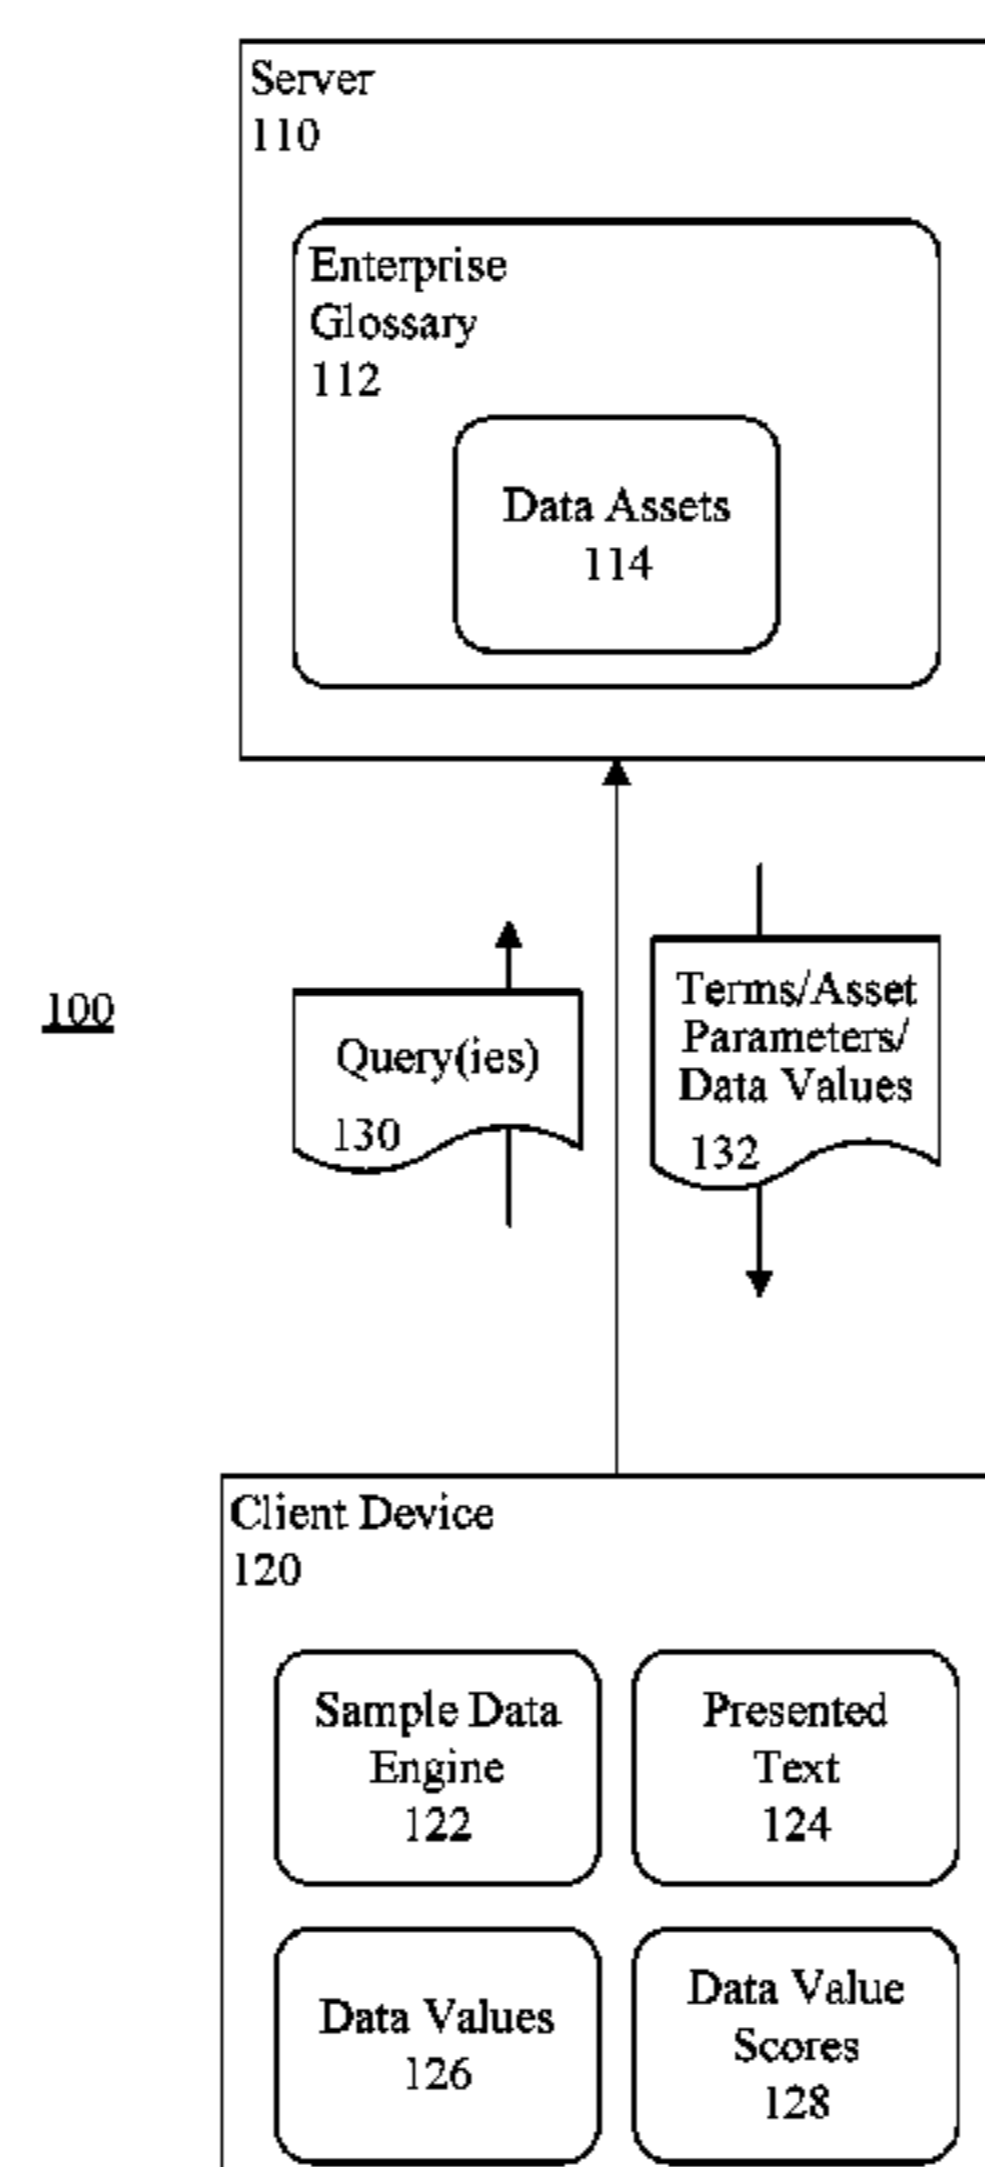 Server
110
Enterprise
Glossary
112
Data Assets
114
100
Query(ies)
130
Terms/Asset
Parameters/
Data Values
132
Client Device
120
Sample Data
Engine
122
Presented
Text
124
Data Values
126
Data Value
Scores
128